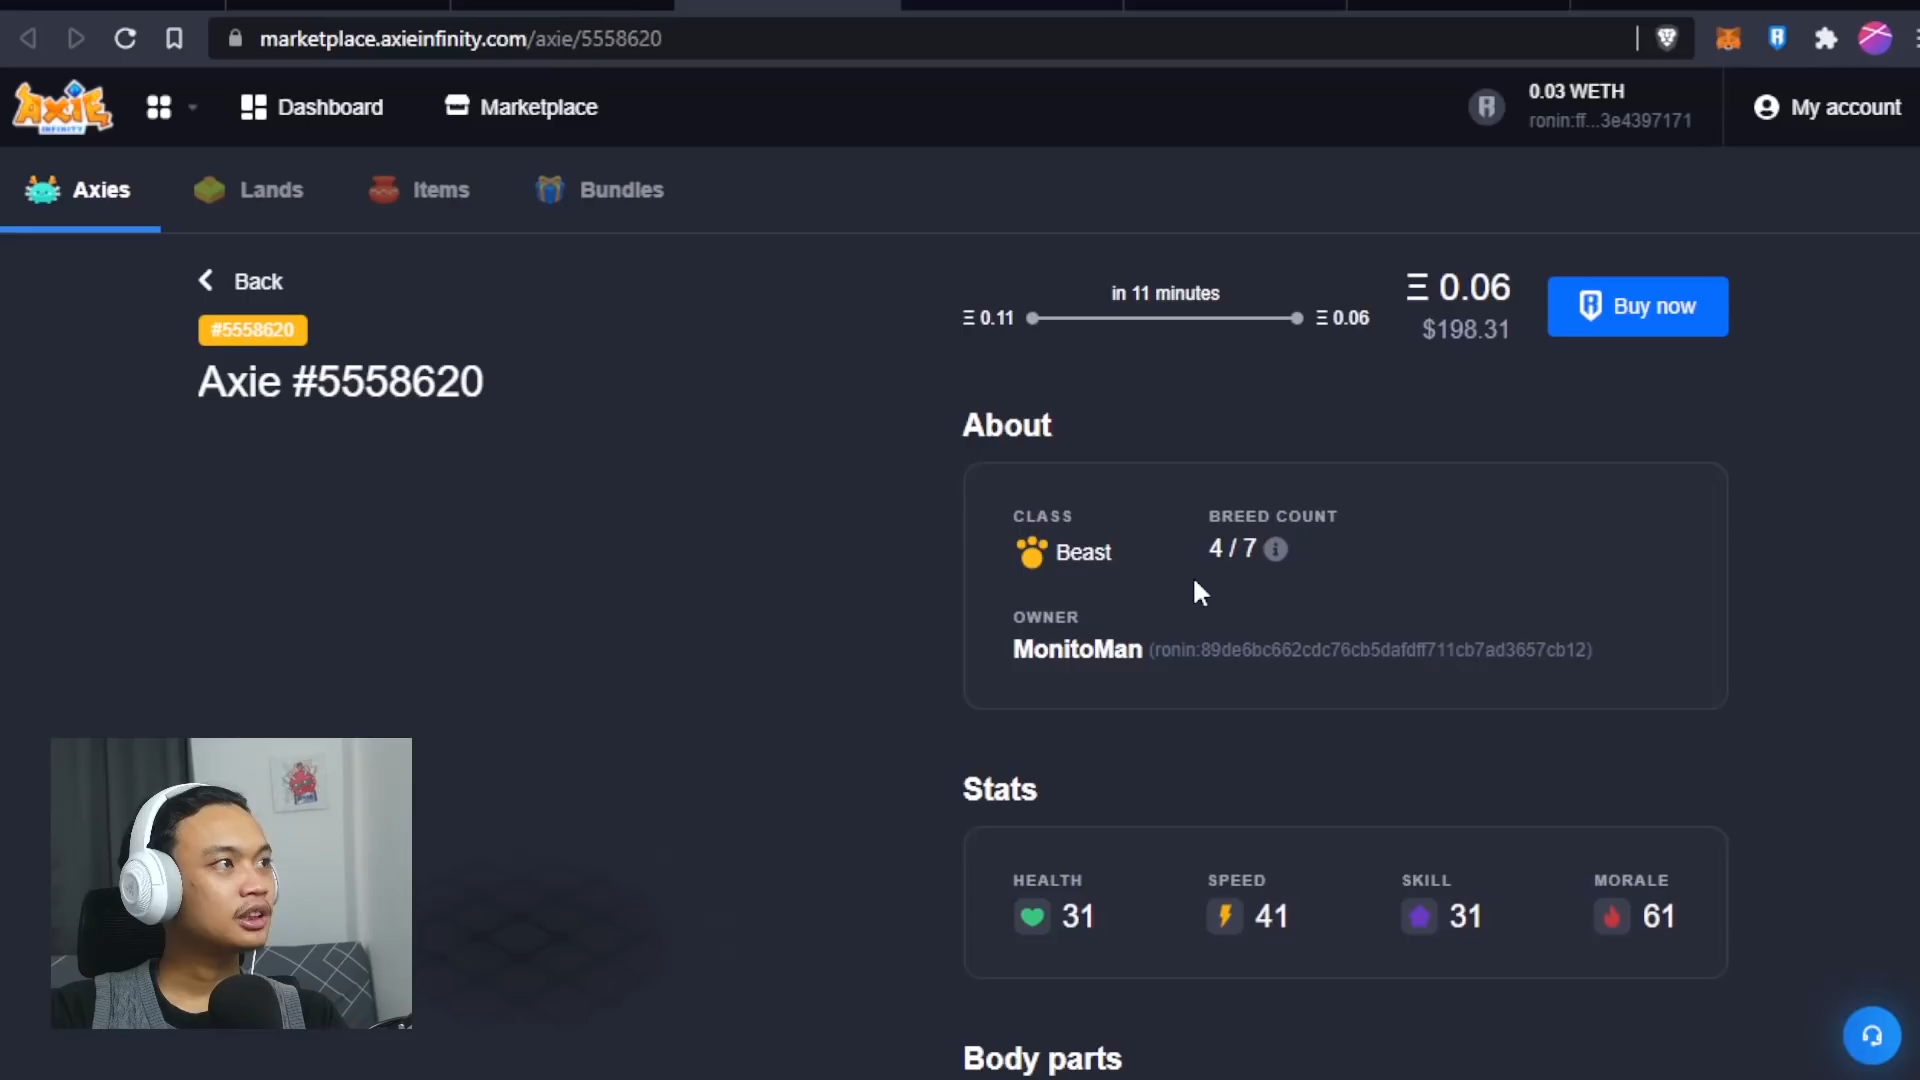 marketplace.axieinfinity.com/axie/5558620
AXIE
INFINITY
Dashboard
Marketplace
0.03 WETH
ronin:ff...3e4397171
My account
Axies
Lands
Items
Bundles
Back
#5558620
Axie #5558620
in 11 minutes
Ξ 0.11
Ξ 0.06
Ξ 0.06
$198.31
Buy now
About
CLASS
BREED COUNT
Beast
4 / 7
OWNER
MonitoMan (ronin:89de6bc662cdc76cb5dafdff711cb7ad3657cb12)
Stats
HEALTH
SPEED
SKILL
MORALE
31
41
31
61
Body parts